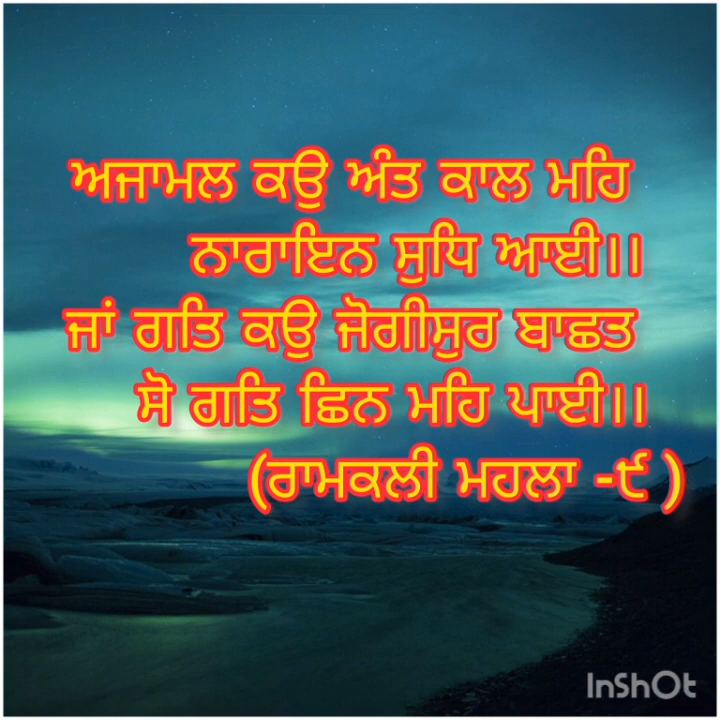 ਅਜਾਮਲ ਕਉ ਅੰਤ ਕਾਲ ਮਹਿ
ਨਾਰਾਇਨ ਸੁਧਿ ਆਈ।।
ਜਾਂ ਗਤਿ ਕਉ ਜੋਗੀਸੁਰ ਬਾਛਤ
ਸੋ ਗਤਿ ਛਿਨ ਮਹਿ ਪਾਈ।।
(ਰਾਮਕਲੀ ਮਹਲਾ -੯ )
InShOt